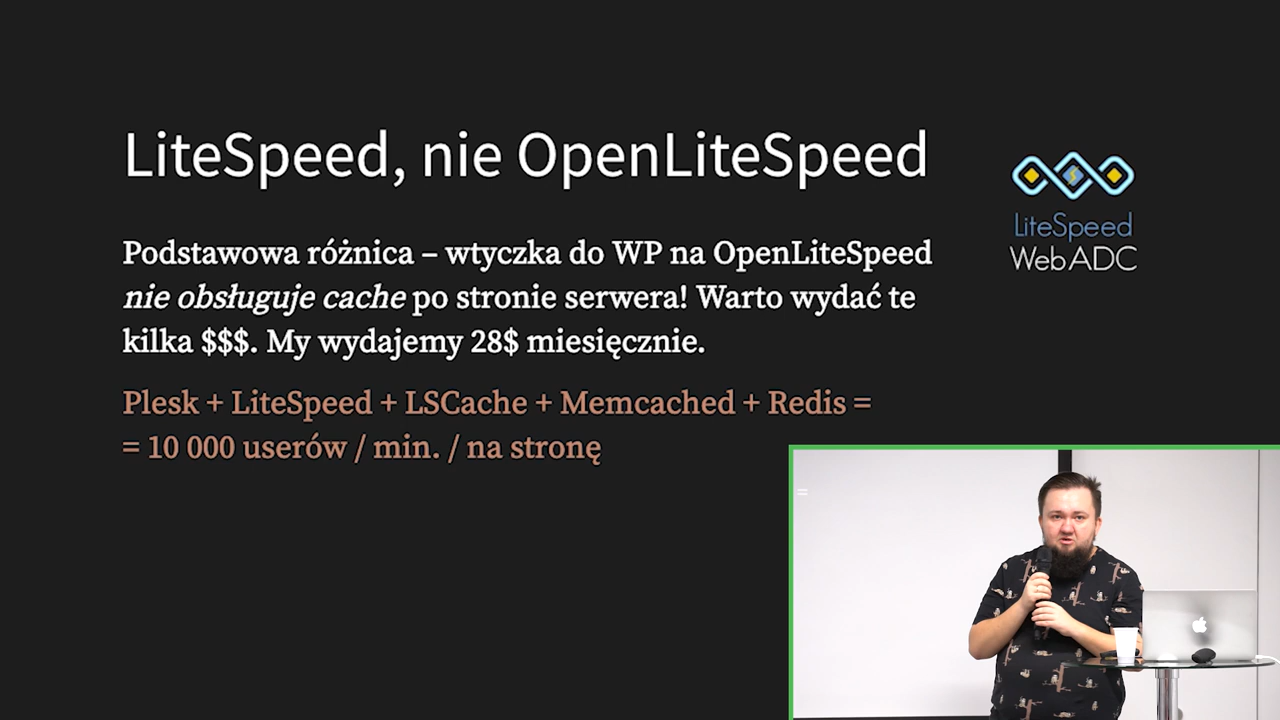 LiteSpeed, nie OpenLiteSpeed
LiteSpeed
WebADC
Podstawowa różnica – wtyczka do WP na OpenLiteSpeed
nie obsługuje cache po stronie serwera! Warto wydać te
kilka $$$. My wydajemy 28$ miesięcznie.
Plesk + LiteSpeed + LSCache + Memcached + Redis =
= 10 000 userów / min. / na stronę
=